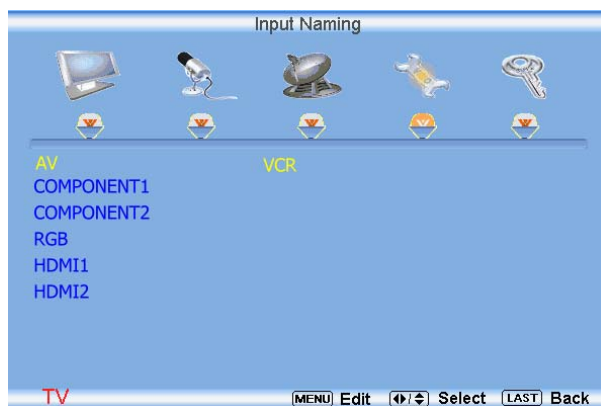 Input Naming
AV VCR
COMPONENT1
COMPONENT2
RGB
HDMI1
HDMI2
TV MENU Edit / Select LAST Back